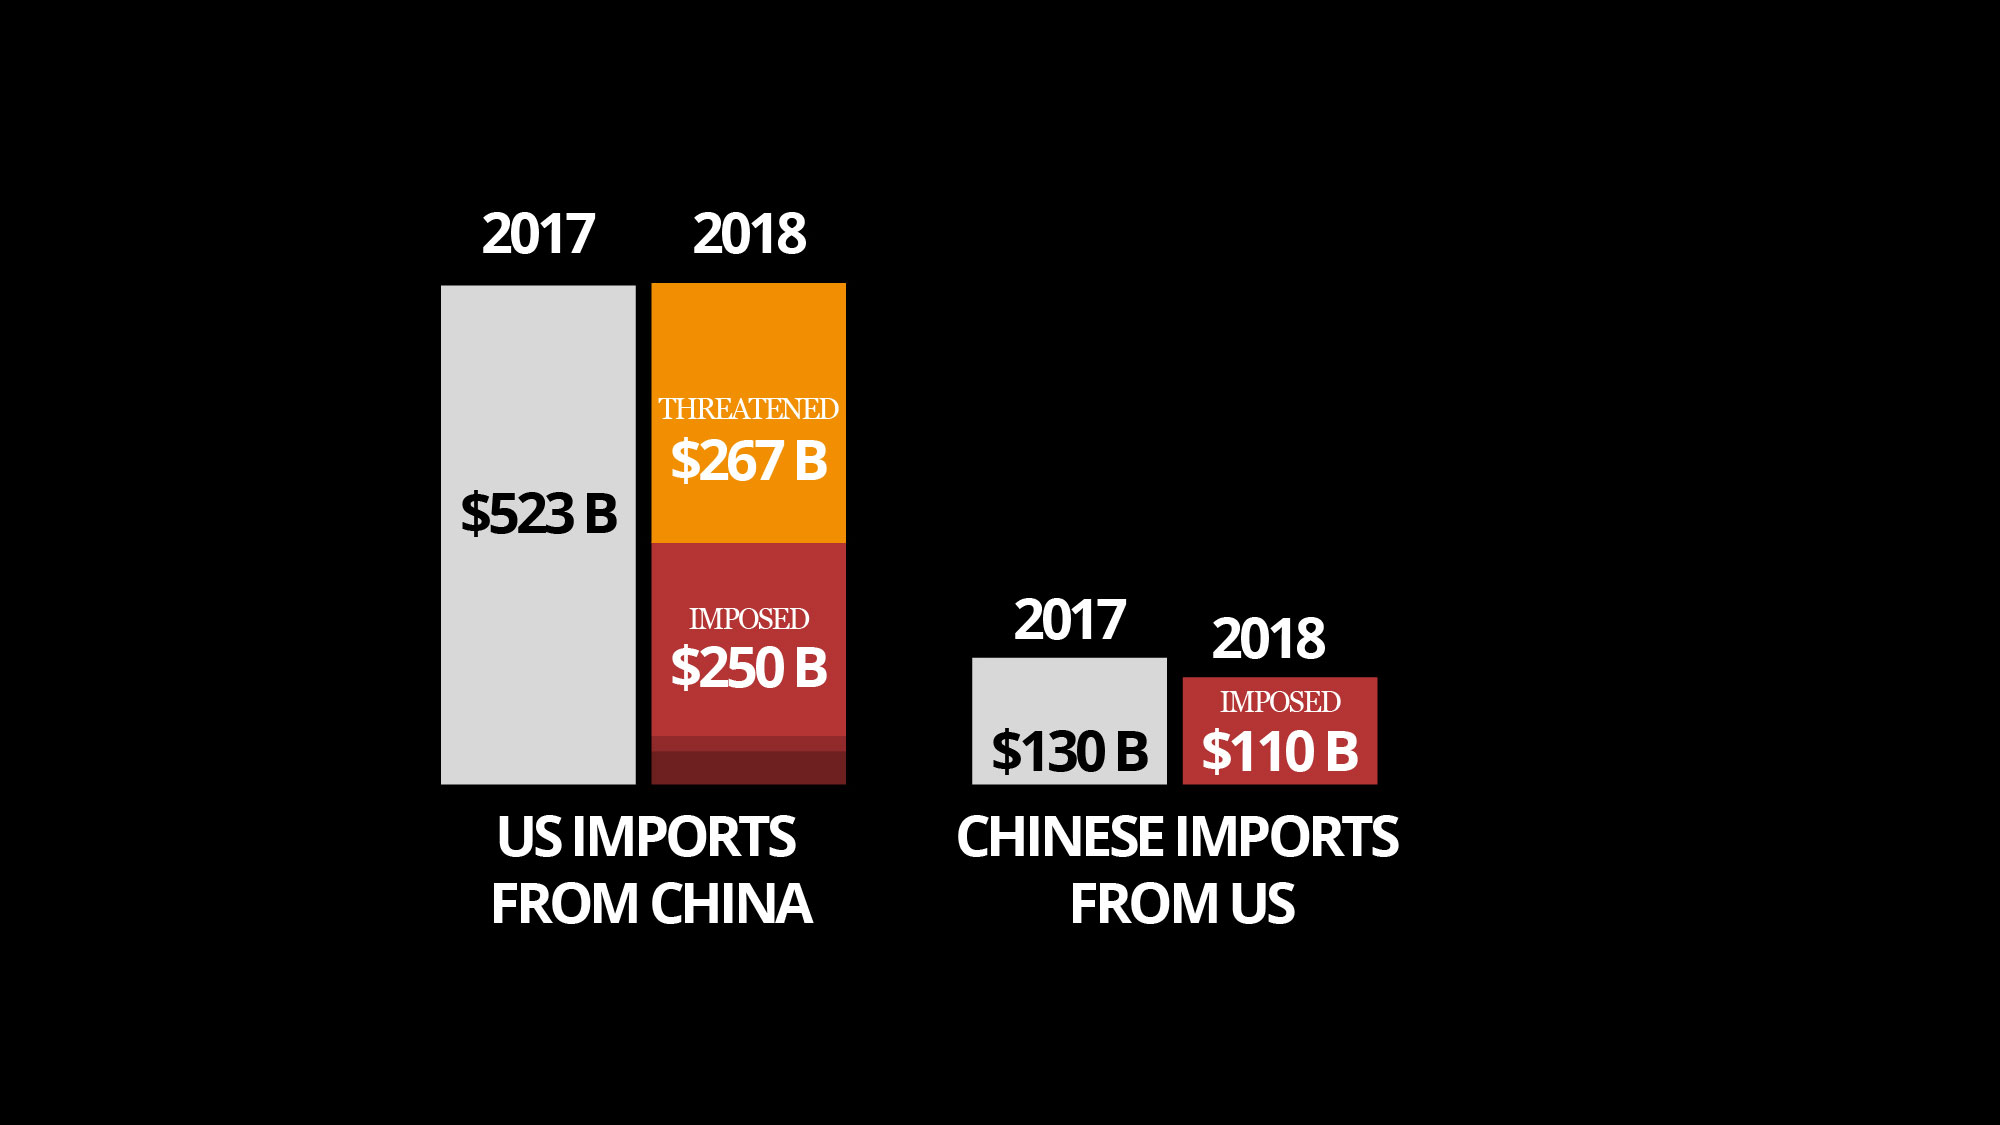 2017
2018
THREATENED
$267 B
$523 B
IMPOSED
$250 B
US IMPORTS
FROM CHINA
2017
2018
IMPOSED
$130 B
$110 B
CHINESE IMPORTS
FROM US